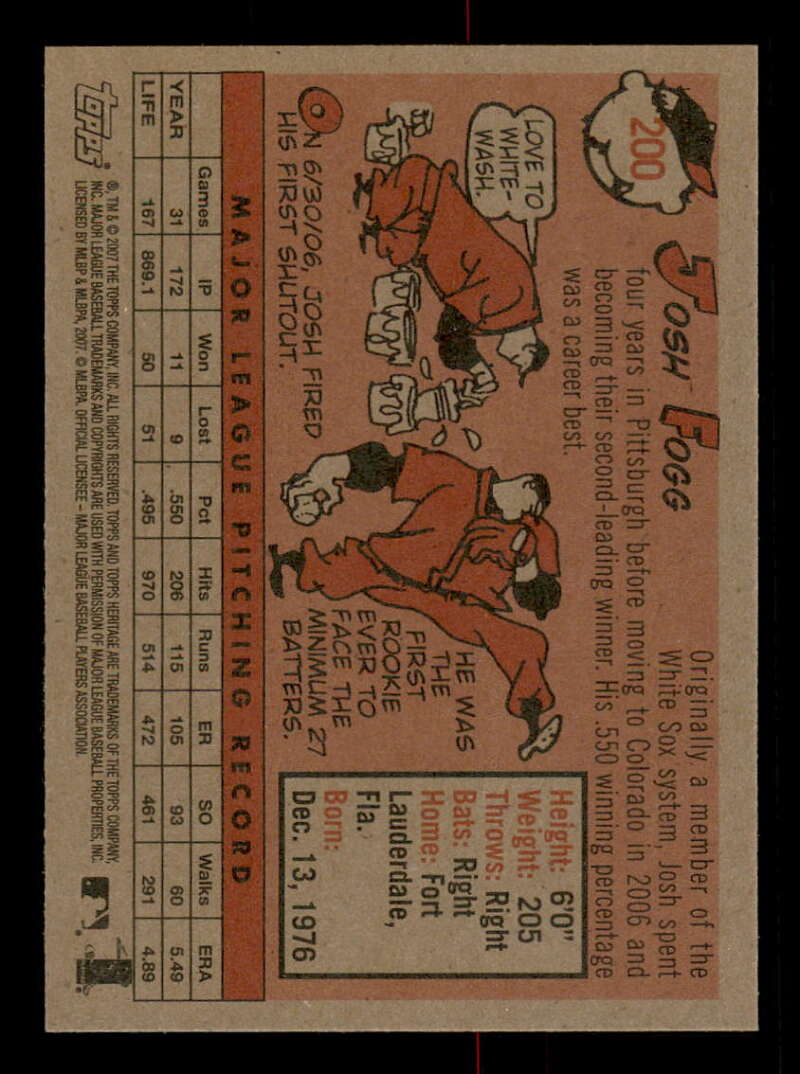 200
JOSH FOGG
Originally a member of the
White Sox system, Josh spent
four years in Pittsburgh before moving to Colorado in 2006 and
becoming their second-leading winner. His .550 winning percentage
was a career best.
LOVE TO
WHITE-
WASH.
ON 6/30/06, JOSH FIRED
HIS FIRST SHUTOUT.
HE WAS
THE
FIRST
ROOKIE
EVER TO
FACE THE
MINIMUM 27
BATTERS.
Height: 6'0"
Weight: 205
Throws: Right
Bats: Right
Home: Fort
Lauderdale,
Fla.
Born:
Dec. 13, 1976
MAJOR LEAGUE PITCHING RECORD
Games IP Won Lost Pct Hits Runs ER SO Walks ERA
YEAR 31 172 11 9 .550 206 115 105 93 60 5.49
LIFE 167 869.1 50 51 .495 970 514 472 461 291 4.89
Topps
®, TM & © 2007 THE TOPPS COMPANY, INC. ALL RIGHTS RESERVED. TOPPS AND TOPPS HERITAGE ARE TRADEMARKS OF THE TOPPS COMPANY,
INC. MAJOR LEAGUE BASEBALL TRADEMARKS AND COPYRIGHTS ARE USED WITH PERMISSION OF MAJOR LEAGUE BASEBALL PROPERTIES, INC.
LICENSED BY MLBP & MLBPA, 2007. © MLBPA. OFFICIAL LICENSEE – MAJOR LEAGUE BASEBALL PLAYERS ASSOCIATION.